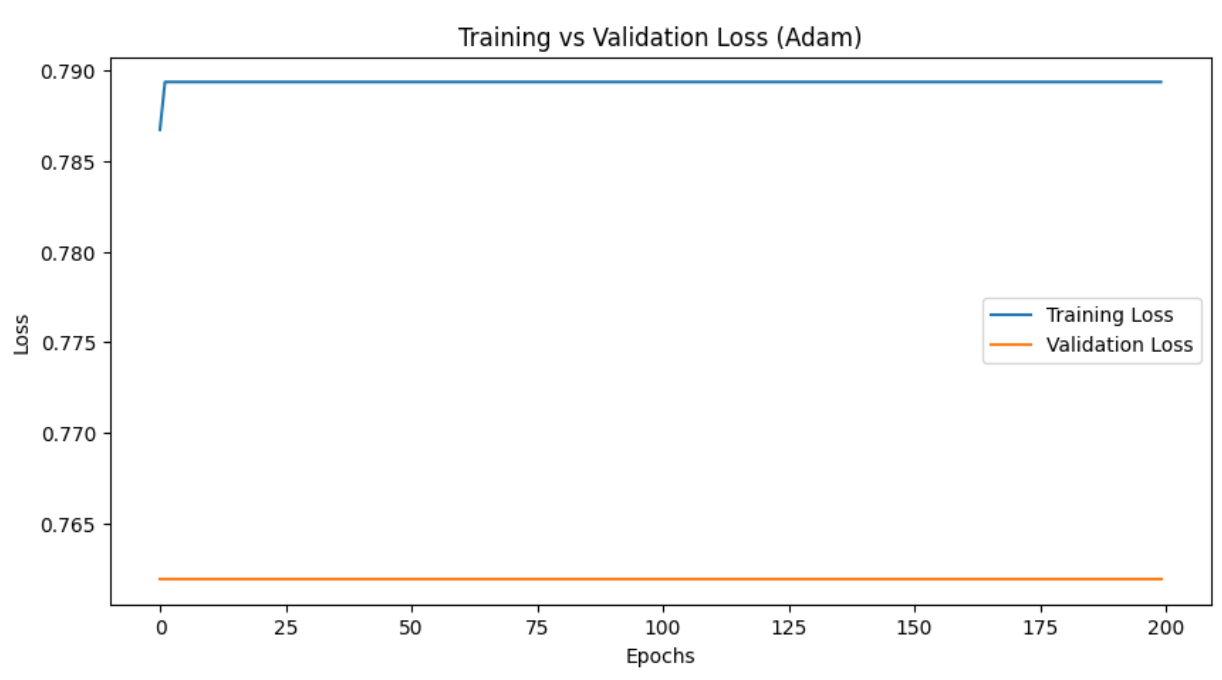 Training vs Validation Loss (Adam)
0.790
0.785
0.780
0.775
0.770
0.765
Loss
Training Loss
Validation Loss
0 25 50 75 100 125 150 175 200
Epochs